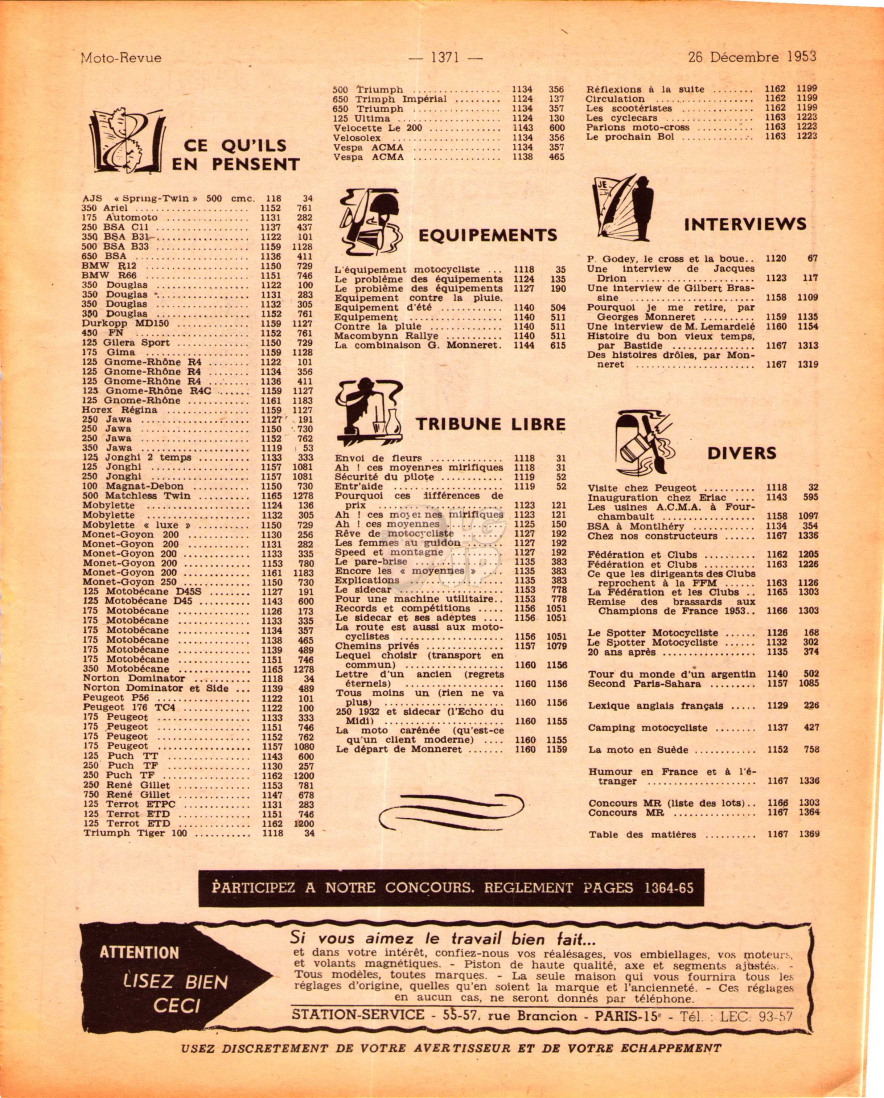 Moto-Revue
— 1371 —
26 Décembre 1953
CE QU'ILS
EN PENSENT
AJS « Spring-Twin » 500 cmc. 118 34
350 Ariel .................... 1152 761
175 Automoto ................ 1131 282
250 BSA C11 ................. 1137 437
350 BSA B31 ................. 1122 101
500 BSA B33 ................. 1159 1128
650 BSA ..................... 1136 411
BMW R12 ..................... 1150 729
BMW R66 ..................... 1151 746
350 Douglas ................. 1122 100
350 Douglas ................. 1131 283
350 Douglas ................. 1132 305
350 Douglas ................. 1152 761
Durkopp MD150 ............... 1159 1127
450 FN ...................... 1152 761
125 Gilera Sport ............ 1150 729
175 Gima .................... 1159 1128
125 Gnome-Rhône R4 ........ 1122 101
125 Gnome-Rhône R4 ........ 1134 356
125 Gnome-Rhône R4 ........ 1136 411
125 Gnome-Rhône R4C ...... 1159 1127
125 Gnome-Rhône ........... 1161 1183
Horex Régina ................ 1159 1127
250 Jawa .................... 1127 191
250 Jawa .................... 1150 730
250 Jawa .................... 1152 762
350 Jawa .................... 1119 53
125 Jonghi 2 temps .......... 1133 333
125 Jonghi .................. 1157 1081
250 Jonghi .................. 1157 1081
100 Magnat-Debon ............ 1150 730
500 Matchless Twin .......... 1165 1278
Mobylette ................... 1124 136
Mobylette ................... 1132 305
Mobylette « luxe » .......... 1150 729
Monet-Goyon 200 ............. 1130 256
Monet-Goyon 200 ............. 1131 282
Monet-Goyon 200 ............. 1133 335
Monet-Goyon 200 ............. 1153 780
Monet-Goyon 200 ............. 1161 1183
Monet-Goyon 250 ............. 1150 730
125 Motobécane D45S ........ 1127 191
125 Motobécane D45 ......... 1143 600
175 Motobécane .............. 1126 173
175 Motobécane .............. 1133 335
175 Motobécane .............. 1134 357
175 Motobécane .............. 1138 465
175 Motobécane .............. 1139 489
175 Motobécane .............. 1151 746
350 Motobécane .............. 1165 1278
Norton Dominator ............ 1118 34
Norton Dominator et Side ... 1139 489
Peugeot P56 ................. 1122 101
Peugeot 176 TC4 ............. 1122 100
175 Peugeot ................. 1133 333
175 Peugeot ................. 1151 746
175 Peugeot ................. 1152 762
175 Peugeot ................. 1157 1080
125 Puch TT ................. 1143 600
250 Puch TF ................. 1130 257
250 Puch TF ................. 1162 1200
250 René Gillet ............. 1153 781
750 René Gillet ............. 1147 678
125 Terrot ETPC ............. 1131 283
125 Terrot ETD .............. 1151 746
125 Terrot ETD .............. 1162 1200
Triumph Tiger 100 ........... 1118 34
500 Triumph ................. 1134 356
650 Trimph Impérial ......... 1124 137
650 Triumph ................. 1134 357
125 Ultima .................. 1124 130
Velocette Le 200 ............ 1143 600
Velosolex ................... 1134 356
Vespa ACMA .................. 1134 357
Vespa ACMA .................. 1138 465
EQUIPEMENTS
L'équipement motocycliste ... 1118 35
Le problème des équipements 1124 135
Le problème des équipements 1127 190
Equipement contre la pluie.
Equipement d'été ............ 1140 504
Equipement .................. 1140 511
Contre la pluie ............. 1140 511
Macombynn Rallye ............ 1140 511
La combinaison G. Monneret. 1144 615
TRIBUNE LIBRE
Envoi de fleurs ............. 1118 31
Ah ! ces moyennes mirifiques 1118 31
Sécurité du pilote .......... 1119 52
Entr'aide ................... 1119 52
Pourquoi ces différences de
prix ........................ 1123 121
Ah ! ces moyennes mirifiques 1123 121
Ah ! ces moyennes ........... 1125 150
Rêve de motocycliste ........ 1127 192
Les femmes au guidon ........ 1127 192
Speed et montagne ........... 1127 192
Le pare-brise ............... 1135 383
Encore les « moyennes » ..... 1135 383
Explications ................ 1135 383
Le sidecar .................. 1153 778
Pour une machine utilitaire.. 1153 778
Records et compétitions ..... 1156 1051
Le sidecar et ses adeptes ... 1156 1051
La route est aussi aux moto-
cyclistes ................... 1156 1051
Chemins privés .............. 1157 1079
Lequel choisir (transport en
commun) ..................... 1160 1156
Lettre d'un ancien (regrets
éternels) ................... 1160 1156
Tous moins un (rien ne va
plus) ....................... 1160 1156
250 1932 et sidecar (l'Echo du
Midi) ....................... 1160 1155
La moto carénée (qu'est-ce
qu'un client moderne) .... 1160 1155
Le départ de Monneret ....... 1160 1159
Réflexions à la suite ........ 1162 1199
Circulation ................. 1162 1199
Les scootéristes ............ 1162 1199
Les cyclecars ............... 1163 1223
Parlons moto-cross .......... 1163 1223
Le prochain Bol ............. 1163 1223
JE
INTERVIEWS
P. Godey, le cross et la boue.. 1120 67
Une interview de Jacques
Drion ....................... 1123 117
Une interview de Gilbert Bras-
sine ........................ 1158 1109
Pourquoi je me retire, par
Georges Monneret ............ 1159 1135
Une interview de M. Lemardelé 1160 1154
Histoire du bon vieux temps,
par Bastide ................. 1167 1313
Des histoires drôles, par Mon-
neret ....................... 1167 1319
DIVERS
Visite chez Peugeot ......... 1118 32
Inauguration chez Eriac .... 1143 595
Les usines A.C.M.A. à Four-
chambault ................... 1158 1097
BSA à Montlhéry ............. 1134 354
Chez nos constructeurs ...... 1167 1336
Fédération et Clubs ......... 1162 1205
Fédération et Clubs ......... 1163 1226
Ce que les dirigeants des Clubs
reprochent à la FFM ..... 1163 1126
La Fédération et les Clubs .. 1165 1303
Remise des brassards aux
Champions de France 1953.. 1166 1303
Le Spotter Motocycliste ...... 1126 168
Le Spotter Motocycliste ...... 1132 302
20 ans après ................ 1135 374
Tour du monde d'un argentin 1140 502
Second Paris-Sahara ......... 1157 1085
Lexique anglais français ..... 1129 226
Camping motocycliste ........ 1137 427
La moto en Suède ............ 1152 758
Humour en France et à l'é-
tranger ..................... 1167 1336
Concours MR (liste des lots).. 1166 1303
Concours MR ................. 1167 1364
Table des matières .......... 1167 1369
PARTICIPEZ A NOTRE CONCOURS. REGLEMENT PAGES 1364-65
ATTENTION
LISEZ BIEN
CECI
Si vous aimez le travail bien fait...
et dans votre intérêt, confiez-nous vos réalésages, vos embiellages, vos moteurs,
et volants magnétiques. - Piston de haute qualité, axe et segments ajustés. -
Tous modèles, toutes marques. - La seule maison qui vous fournira tous les
réglages d'origine, quelles qu'en soient la marque et l'ancienneté. - Ces réglages
en aucun cas, ne seront donnés par téléphone.
STATION-SERVICE - 55-57, rue Brancion - PARIS-15e - Tél. : LEC. 93-57
USEZ DISCRETEMENT DE VOTRE AVERTISSEUR ET DE VOTRE ECHAPPEMENT